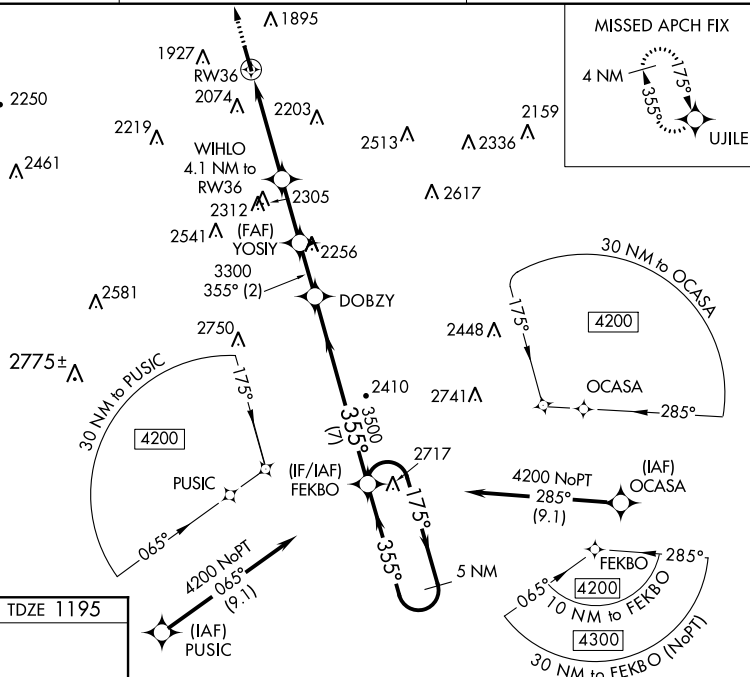 1895
MISSED APCH FIX
4 NM
175°
355°
UJILE
1927
RW36
2250
2074
2203
2219
2513
2336
2159
2461
WIHLO
4.1 NM to
RW36
2617
2305
2312
2541
(FAF)
YOSIY
2256
3300
355° (2)
DOBZY
30 NM to OCASA
4200
175°
OCASA
285°
2581
2750
2448
2775±
2410
2741
30 NM to PUSIC
4200
175°
PUSIC
065°
3500
355°
(7)
2717
(IF/IAF)
FEKBO
175°
355°
5 NM
4200 NoPT
285°
(9.1)
(IAF)
OCASA
4200 NoPT
065°
(9.1)
(IAF)
PUSIC
FEKBO
285°
065°
4200
10 NM to FEKBO
4300
30 NM to FEKBO (NoPT)
TDZE 1195